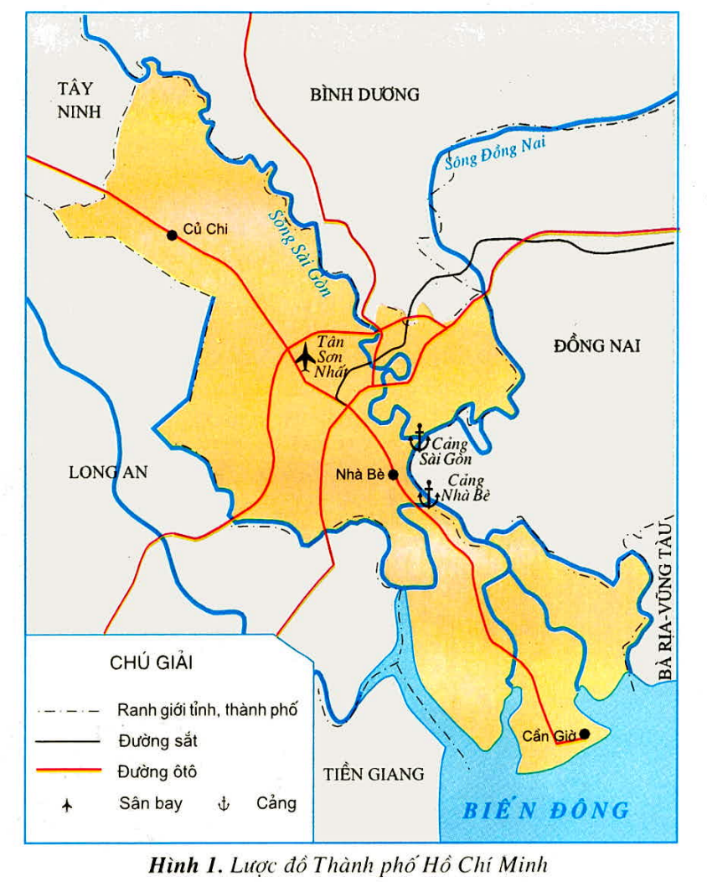 TÂY
NINH
BÌNH DƯƠNG
Sông Đồng Nai
Củ Chi
Sông Sài Gòn
Tân
Sơn
Nhất
ĐỒNG NAI
Cảng
Sài Gòn
LONG AN
Nhà Bè
Cảng
Nhà Bè
BÀ RỊA-VŨNG TÀU
CHÚ GIẢI
Ranh giới tỉnh, thành phố
Đường sắt
Đường ôtô
Sân bay
Cảng
Cần Giờ
TIỀN GIANG
BIỂN ĐÔNG
Hình 1. Lược đồ Thành phố Hồ Chí Minh